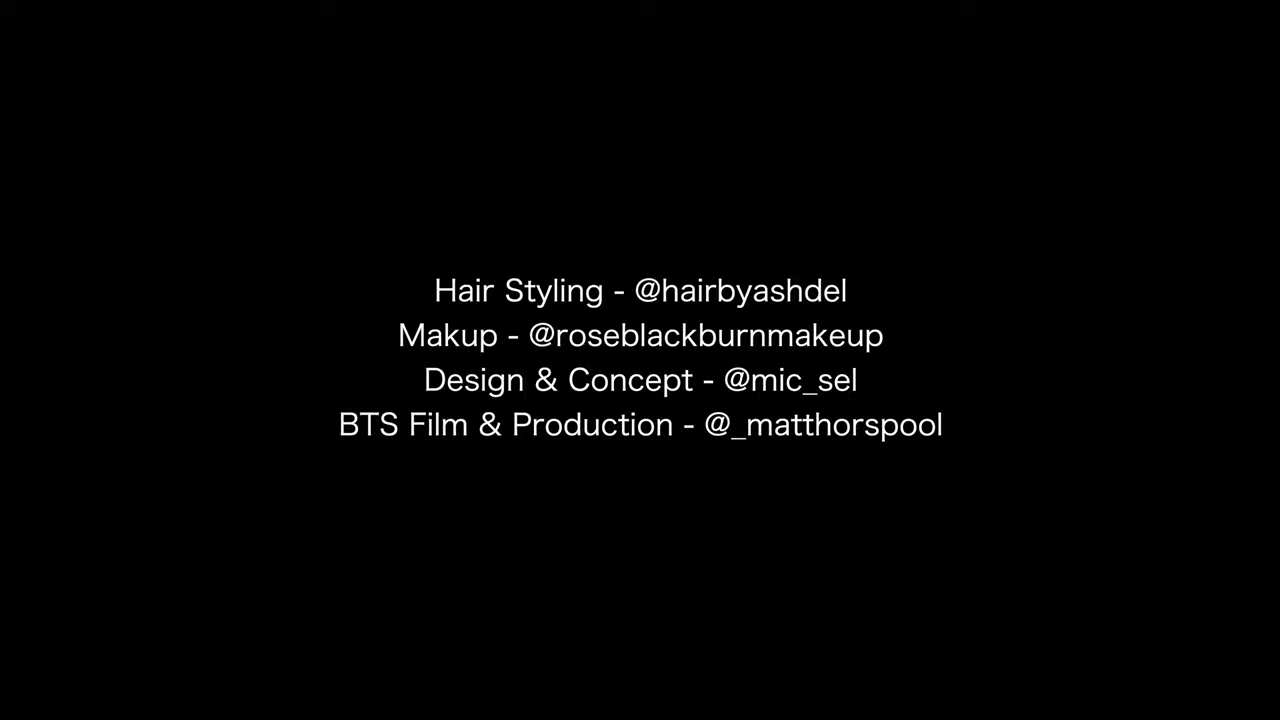 Hair Styling - @hairbyashdel
Makup - @roseblackburnmakeup
Design & Concept - @mic_sel
BTS Film & Production - @_matthorspool